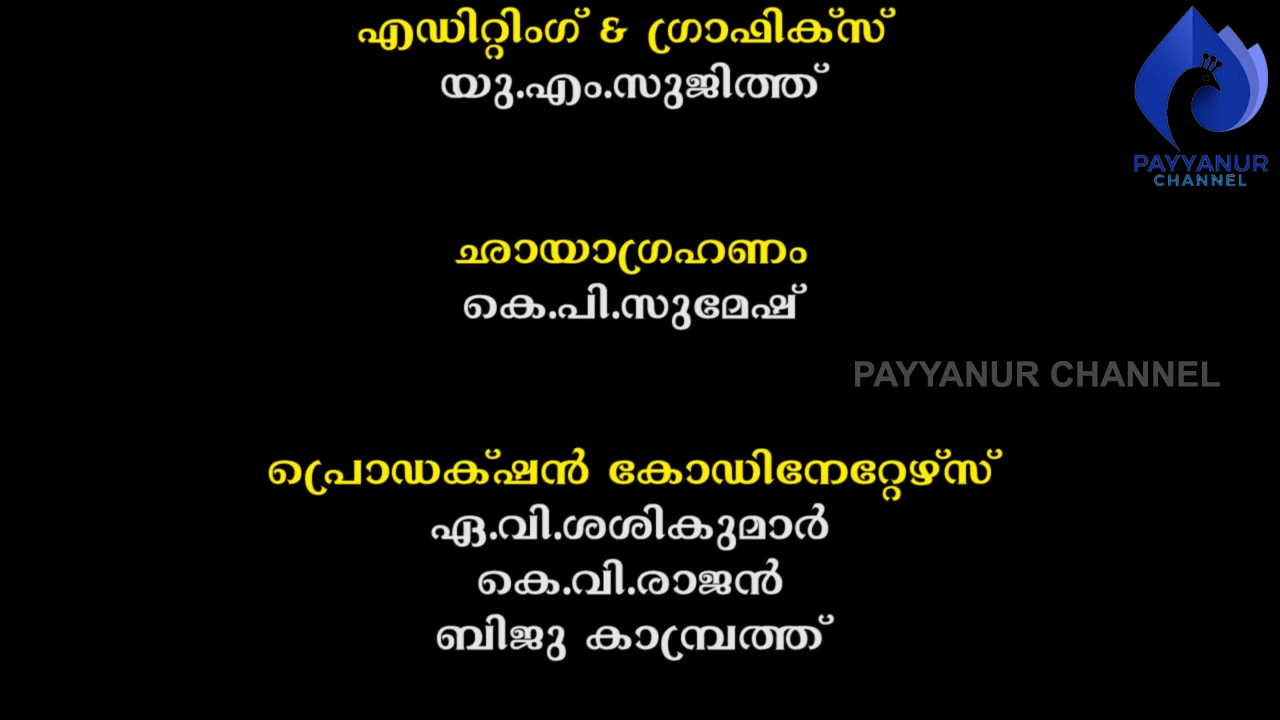 എഡിറ്റിംഗ് & ഗ്രാഫിക്സ്
യു.എം.സുജിത്ത്
PAYYANUR
CHANNEL
ഛായാഗ്രഹണം
കെ.പി.സുമേഷ്
PAYYANUR CHANNEL
പ്രൊഡക്ഷൻ കോഡിനേറ്റേഴ്സ്
ഏ.വി.ശശികുമാർ
കെ.വി.രാജൻ
ബിജു കാമ്പ്രത്ത്